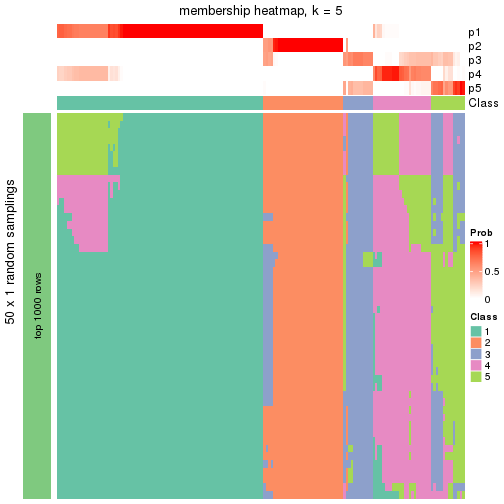 membership heatmap, k = 5
p1
p2
p3
p4
p5
Class
50 x 1 random samplings
top 1000 rows
Prob
1
0.5
0
Class
1
2
3
4
5